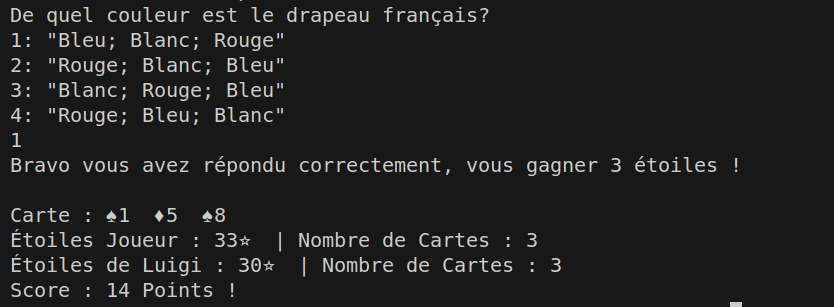 De quel couleur est le drapeau français?
1: "Bleu; Blanc; Rouge"
2: "Rouge; Blanc; Bleu"
3: "Blanc; Rouge; Bleu"
4: "Rouge; Bleu; Blanc"
1
Bravo vous avez répondu correctement, vous gagner 3 étoiles !
Carte : ♠1  ♦5  ♠8
Étoiles Joueur : 33⭐  | Nombre de Cartes : 3
Étoiles de Luigi : 30⭐  | Nombre de Cartes : 3
Score : 14 Points !